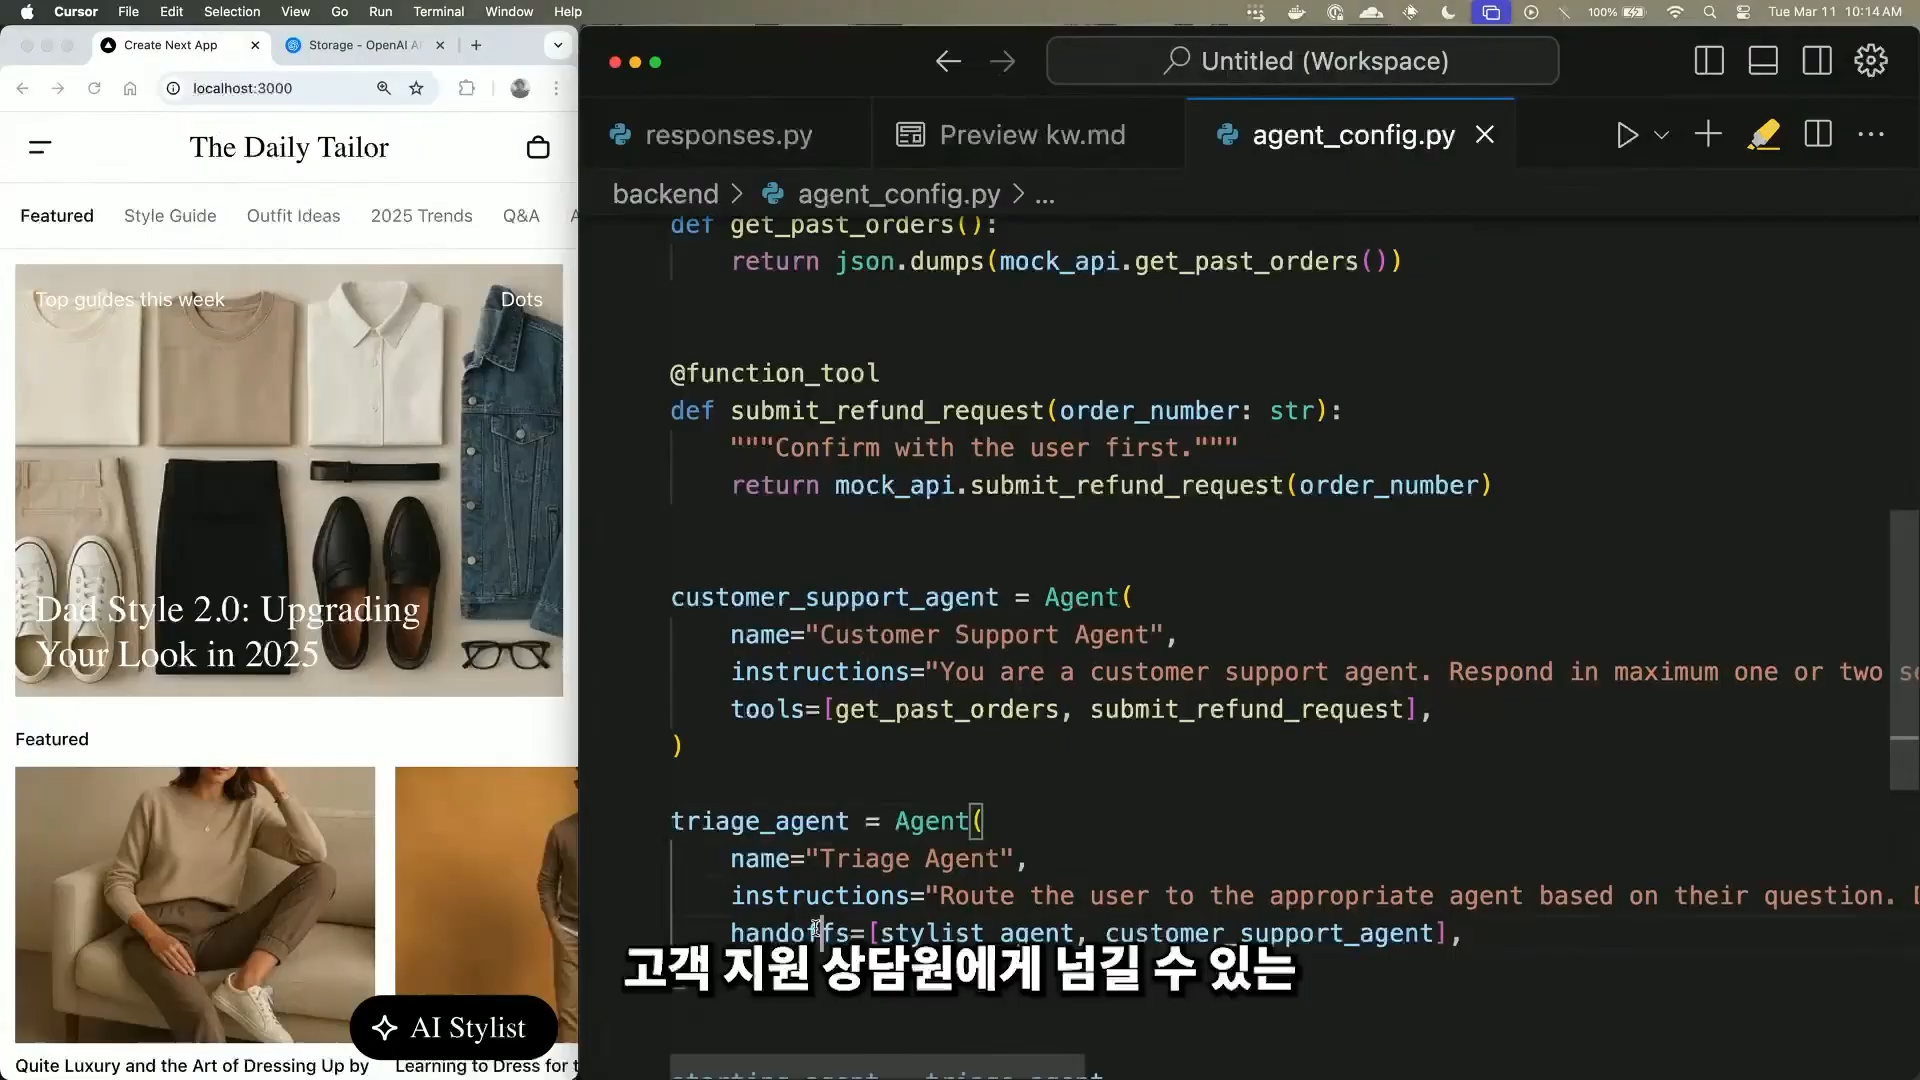 Cursor File Edit Selection View Go Run Terminal Window Help
100% Tue Mar 11 10:14 AM
Create Next App
Storage - OpenAI A
localhost:3000
The Daily Tailor
Featured Style Guide Outfit Ideas 2025 Trends Q&A
Top guides this week Dots
Dad Style 2.0: Upgrading
Your Look in 2025
Featured
AI Stylist
Quite Luxury and the Art of Dressing Up by
Learning to Dress for t
Untitled (Workspace)
responses.py
Preview kw.md
agent_config.py
backend > agent_config.py > ...
def get_past_orders():
return json.dumps(mock_api.get_past_orders())
@function_tool
def submit_refund_request(order_number: str):
"""Confirm with the user first."""
return mock_api.submit_refund_request(order_number)
customer_support_agent = Agent(
name="Customer Support Agent",
instructions="You are a customer support agent. Respond in maximum one or two s
tools=[get_past_orders, submit_refund_request],
)
triage_agent = Agent(
name="Triage Agent",
instructions="Route the user to the appropriate agent based on their question.
handoffs=[stylist_agent, customer_support_agent],
고객 지원 상담원에게 넘길 수 있는
starting_agent = triage_agent